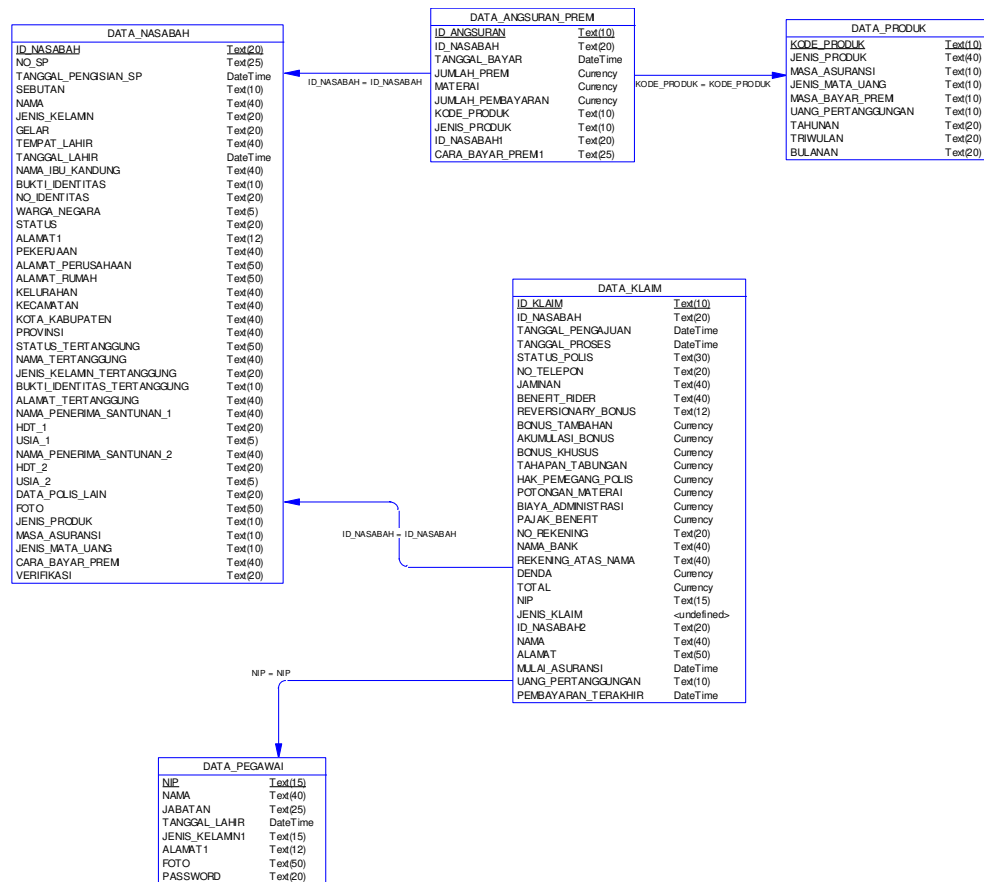 DATA_NASABAH
ID_NASABAH Text(20)
NO_SP Text(25)
TANGGAL_PENGISIAN_SP DateTime
SEBUTAN Text(10)
NAMA Text(40)
JENIS_KELAMIN Text(20)
GELAR Text(20)
TEMPAT_LAHIR Text(40)
TANGGAL_LAHIR DateTime
NAMA_IBU_KANDUNG Text(40)
BUKTI_IDENTITAS Text(10)
NO_IDENTITAS Text(20)
WARGA_NEGARA Text(5)
STATUS Text(20)
ALAMAT1 Text(12)
PEKERJAAN Text(40)
ALAMAT_PERUSAHAAN Text(50)
ALAMAT_RUMAH Text(50)
KELURAHAN Text(40)
KECAMATAN Text(40)
KOTA_KABUPATEN Text(40)
PROVINSI Text(40)
STATUS_TERTANGGUNG Text(50)
NAMA_TERTANGGUNG Text(40)
JENIS_KELAMIN_TERTANGGUNG Text(20)
BUKTI_IDENTITAS_TERTANGGUNG Text(10)
ALAMAT_TERTANGGUNG Text(40)
NAMA_PENERIMA_SANTUNAN_1 Text(40)
HDT_1 Text(20)
USIA_1 Text(5)
NAMA_PENERIMA_SANTUNAN_2 Text(40)
HDT_2 Text(20)
USIA_2 Text(5)
DATA_POLIS_LAIN Text(20)
FOTO Text(50)
JENIS_PRODUK Text(10)
MASA_ASURANSI Text(10)
JENIS_MATA_UANG Text(10)
CARA_BAYAR_PREMI Text(40)
VERIFIKASI Text(20)
ID_NASABAH = ID_NASABAH
DATA_ANGSURAN_PREMI
ID_ANGSURAN Text(10)
ID_NASABAH Text(20)
TANGGAL_BAYAR DateTime
JUMLAH_PREMI Currency
MATERAI Currency
JUMLAH_PEMBAYARAN Currency
KODE_PRODUK Text(10)
JENIS_PRODUK Text(10)
ID_NASABAH1 Text(20)
CARA_BAYAR_PREMI1 Text(25)
KODE_PRODUK = KODE_PRODUK
DATA_PRODUK
KODE_PRODUK Text(10)
JENIS_PRODUK Text(40)
MASA_ASURANSI Text(10)
JENIS_MATA_UANG Text(10)
MASA_BAYAR_PREMI Text(10)
UANG_PERTANGGUNGAN Text(10)
TAHUNAN Text(20)
TRIWULAN Text(20)
BULANAN Text(20)
DATA_KLAIM
ID_KLAIM Text(10)
ID_NASABAH Text(20)
TANGGAL_PENGAJUAN DateTime
TANGGAL_PROSES DateTime
STATUS_POLIS Text(30)
NO_TELEPON Text(20)
JAMINAN Text(40)
BENEFIT_RIDER Text(40)
REVERSIONARY_BONUS Text(12)
BONUS_TAMBAHAN Currency
AKUMULASI_BONUS Currency
BONUS_KHUSUS Currency
TAHAPAN_TABUNGAN Currency
HAK_PEMEGANG_POLIS Currency
POTONGAN_MATERAI Currency
BIAYA_ADMINISTRASI Currency
PAJAK_BENEFIT Currency
NO_REKENING Text(20)
NAMA_BANK Text(40)
REKENING_ATAS_NAMA Text(40)
DENDA Currency
TOTAL Currency
NIP Text(15)
JENIS_KLAIM <undefined>
ID_NASABAH2 Text(20)
NAMA Text(40)
ALAMAT Text(50)
MULAI_ASURANSI DateTime
UANG_PERTANGGUNGAN Text(10)
PEMBAYARAN_TERAKHIR DateTime
ID_NASABAH = ID_NASABAH
NIP = NIP
DATA_PEGAWAI
NIP Text(15)
NAMA Text(40)
JABATAN Text(25)
TANGGAL_LAHIR DateTime
JENIS_KELAMIN1 Text(15)
ALAMAT1 Text(12)
FOTO Text(50)
PASSWORD Text(20)